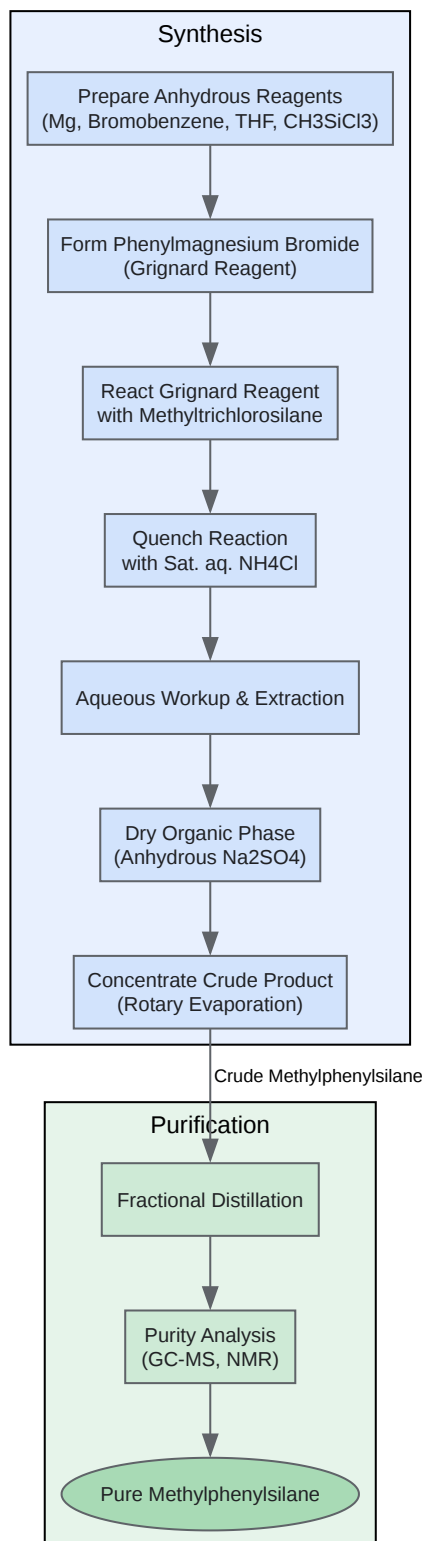 Synthesis
Prepare Anhydrous Reagents
(Mg, Bromobenzene, THF, CH3SiCl3)
Form Phenylmagnesium Bromide
(Grignard Reagent)
React Grignard Reagent
with Methyltrichlorosilane
Quench Reaction
with Sat. aq. NH4Cl
Aqueous Workup & Extraction
Dry Organic Phase
(Anhydrous Na2SO4)
Concentrate Crude Product
(Rotary Evaporation)
Crude Methylphenylsilane
Purification
Fractional Distillation
Purity Analysis
(GC-MS, NMR)
Pure Methylphenylsilane